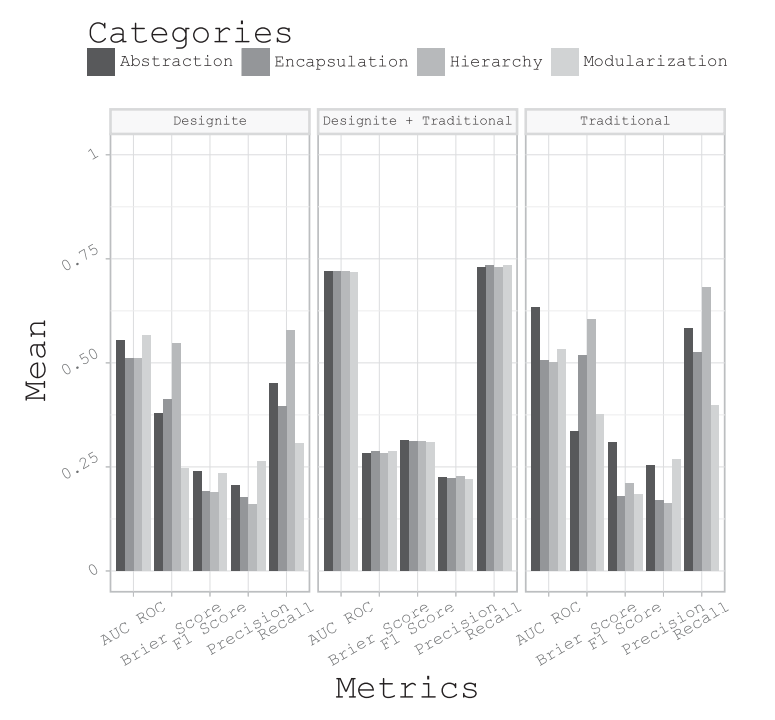 Categories
Abstraction Encapsulation Hierarchy Modularization
Designite Designite + Traditional Traditional
1
0.75
0.50
0.25
0
Mean
AUC ROC Brier Score F1 Score Precision Recall AUC ROC Brier Score F1 Score Precision Recall AUC ROC Brier Score F1 Score Precision Recall
Metrics